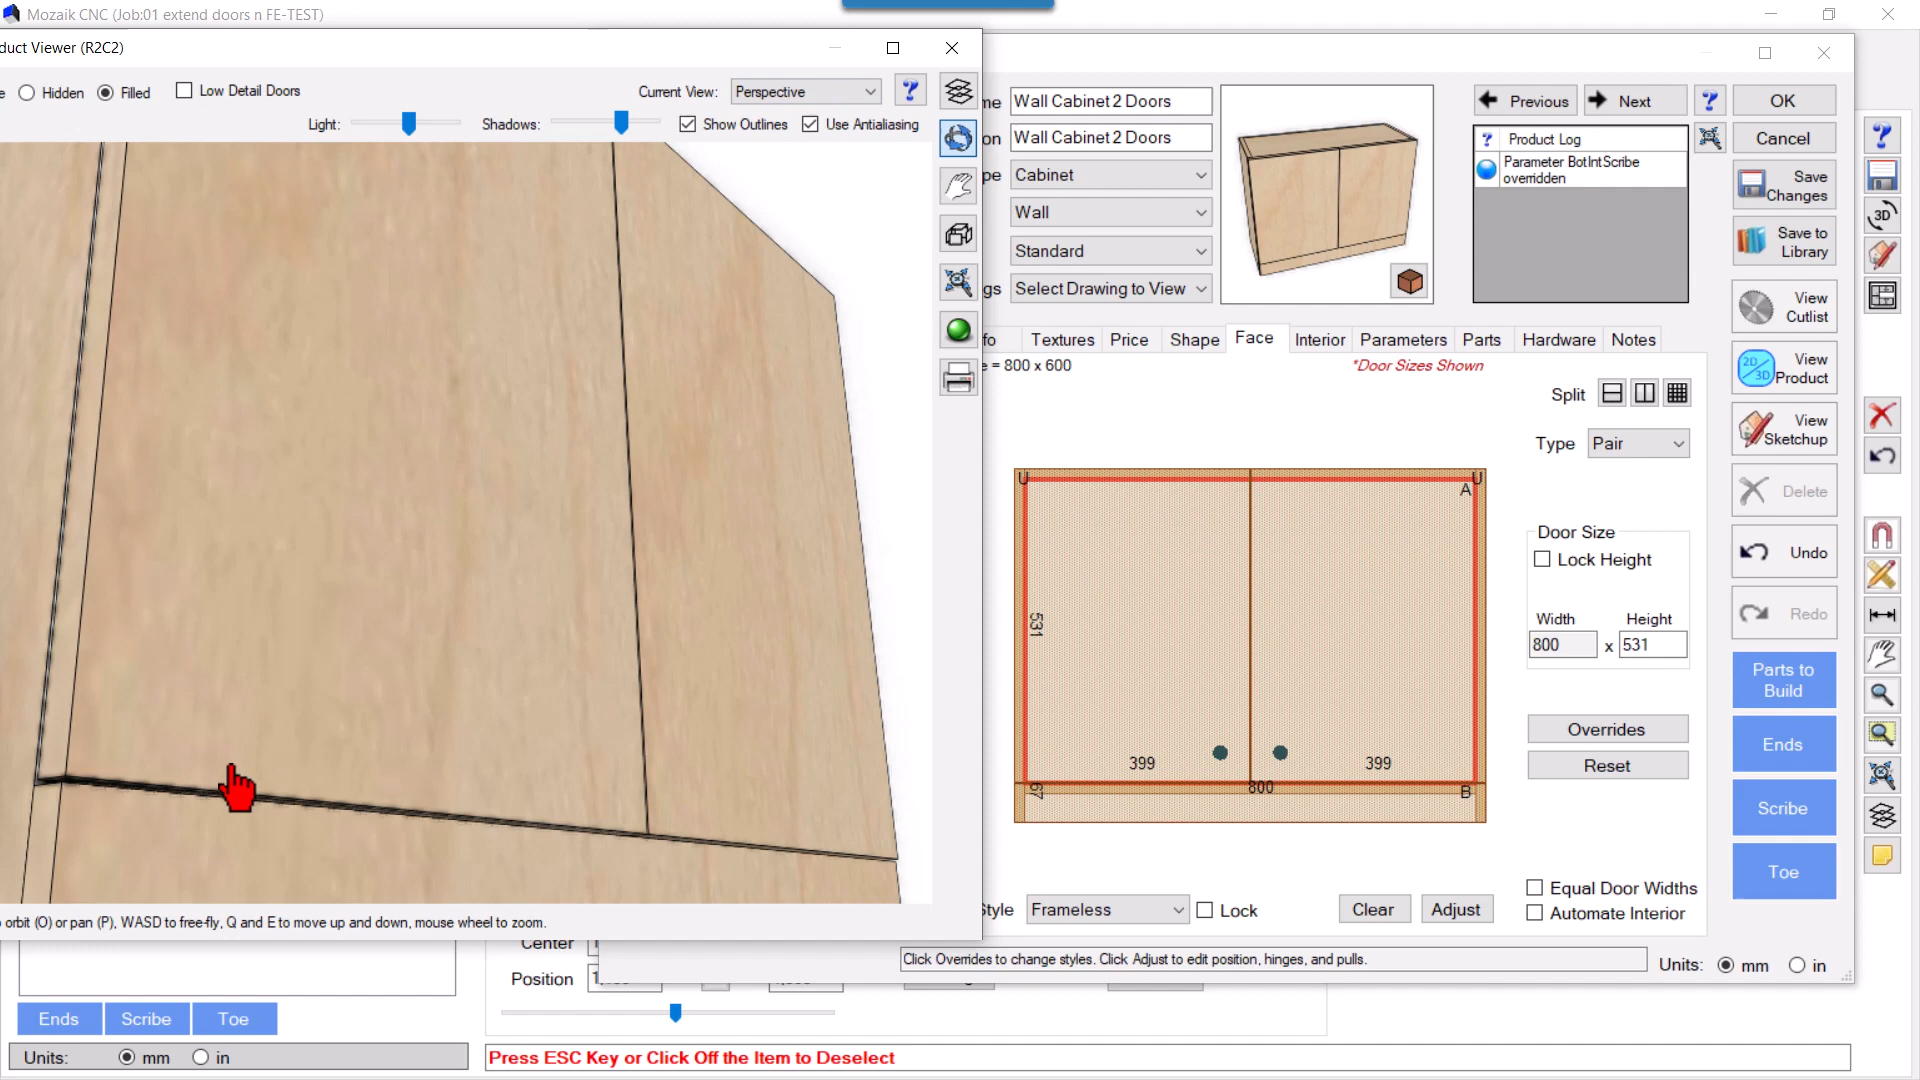 Mozaik CNC (Job:01 extend doors n FE-TEST)
duct Viewer (R2C2)
e Hidden Filled Low Detail Doors
Current View: Perspective
Light: Shadows: Show Outlines Use Antialiasing
me Wall Cabinet 2 Doors
on Wall Cabinet 2 Doors
pe Cabinet
Wall
Standard
gs Select Drawing to View
Previous Next
Product Log
Parameter BotIntScribe
overridden
OK
Cancel
Save
Changes
Save to
Library
View
Cutlist
2D/3D
View
Product
View
Sketchup
Delete
Undo
Redo
Parts to
Build
Ends
Scribe
Toe
3D
fo Textures Price Shape Face Interior Parameters Parts Hardware Notes
e = 800 x 600
*Door Sizes Shown
Split
Type Pair
U U
A
531
399 399
800
67
B
Door Size
Lock Height
Width Height
800 x 531
Overrides
Reset
Equal Door Widths
Automate Interior
Style Frameless Lock Clear Adjust
orbit (O) or pan (P), WASD to free-fly, Q and E to move up and down, mouse wheel to zoom.
Click Overrides to change styles. Click Adjust to edit position, hinges, and pulls.
Units: mm in
Center
Position
Ends Scribe Toe
Units: mm in
Press ESC Key or Click Off the Item to Deselect